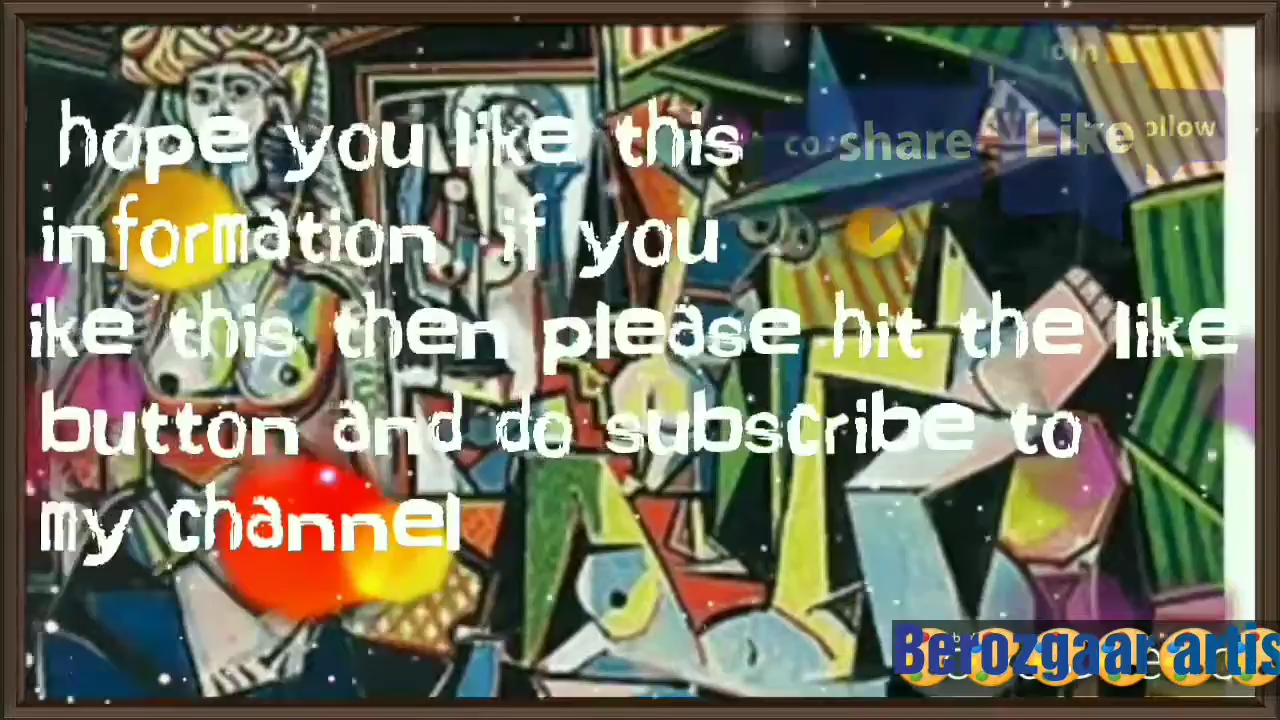 hope you like this
information, if you
ike this then please hit the like
button and do subscribe to
my channel
share Like ollow
Berozgaar artis